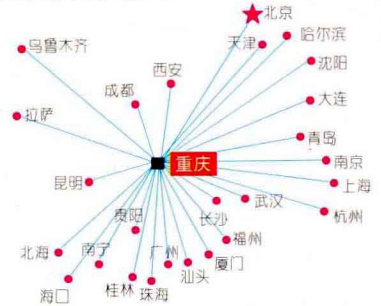 北京
天津
哈尔滨
乌鲁木齐
沈阳
西安
成都
大连
拉萨
青岛
重庆
南京
昆明
上海
武汉
长沙
杭州
贵阳
福州
北海
南宁
广州
厦门
汕头
海口
桂林
珠海